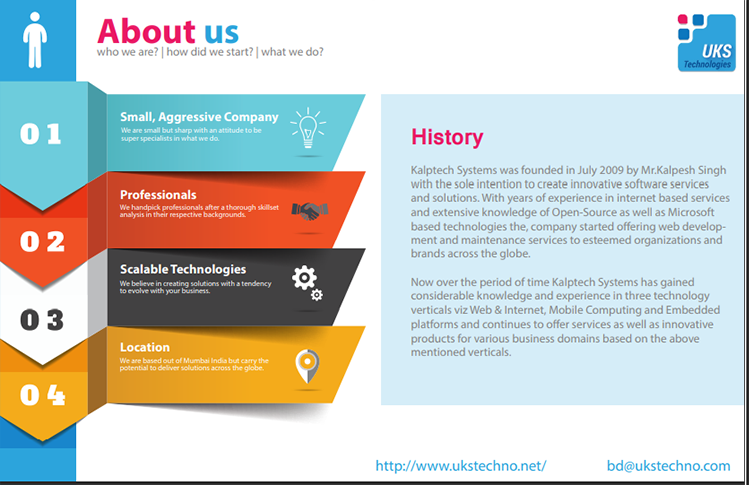 About us
who we are? | how did we start? | what we do?
UKS
Technologies
01
Small, Aggressive Company
We are small but sharp with an attitude to be
super specialists in what we do.
02
Professionals
We handpick professionals after a thorough skillset
analysis in their respective backgrounds.
03
Scalable Technologies
We believe in creating solutions with a tendency
to evolve with your business.
04
Location
We are based out of Mumbai India but carry the
potential to deliver solutions across the globe.
History
Kalptech Systems was founded in July 2009 by Mr.Kalpesh Singh
with the sole intention to create innovative software services
and solutions. With years of experience in internet based services
and extensive knowledge of Open-Source as well as Microsoft
based technologies the, company started offering web develop-
ment and maintenance services to esteemed organizations and
brands across the globe.
Now over the period of time Kalptech Systems has gained
considerable knowledge and experience in three technology
verticals viz Web & Internet, Mobile Computing and Embedded
platforms and continues to offer services as well as innovative
products for various business domains based on the above
mentioned verticals.
http://www.ukstechno.net/
bd@ukstechno.com